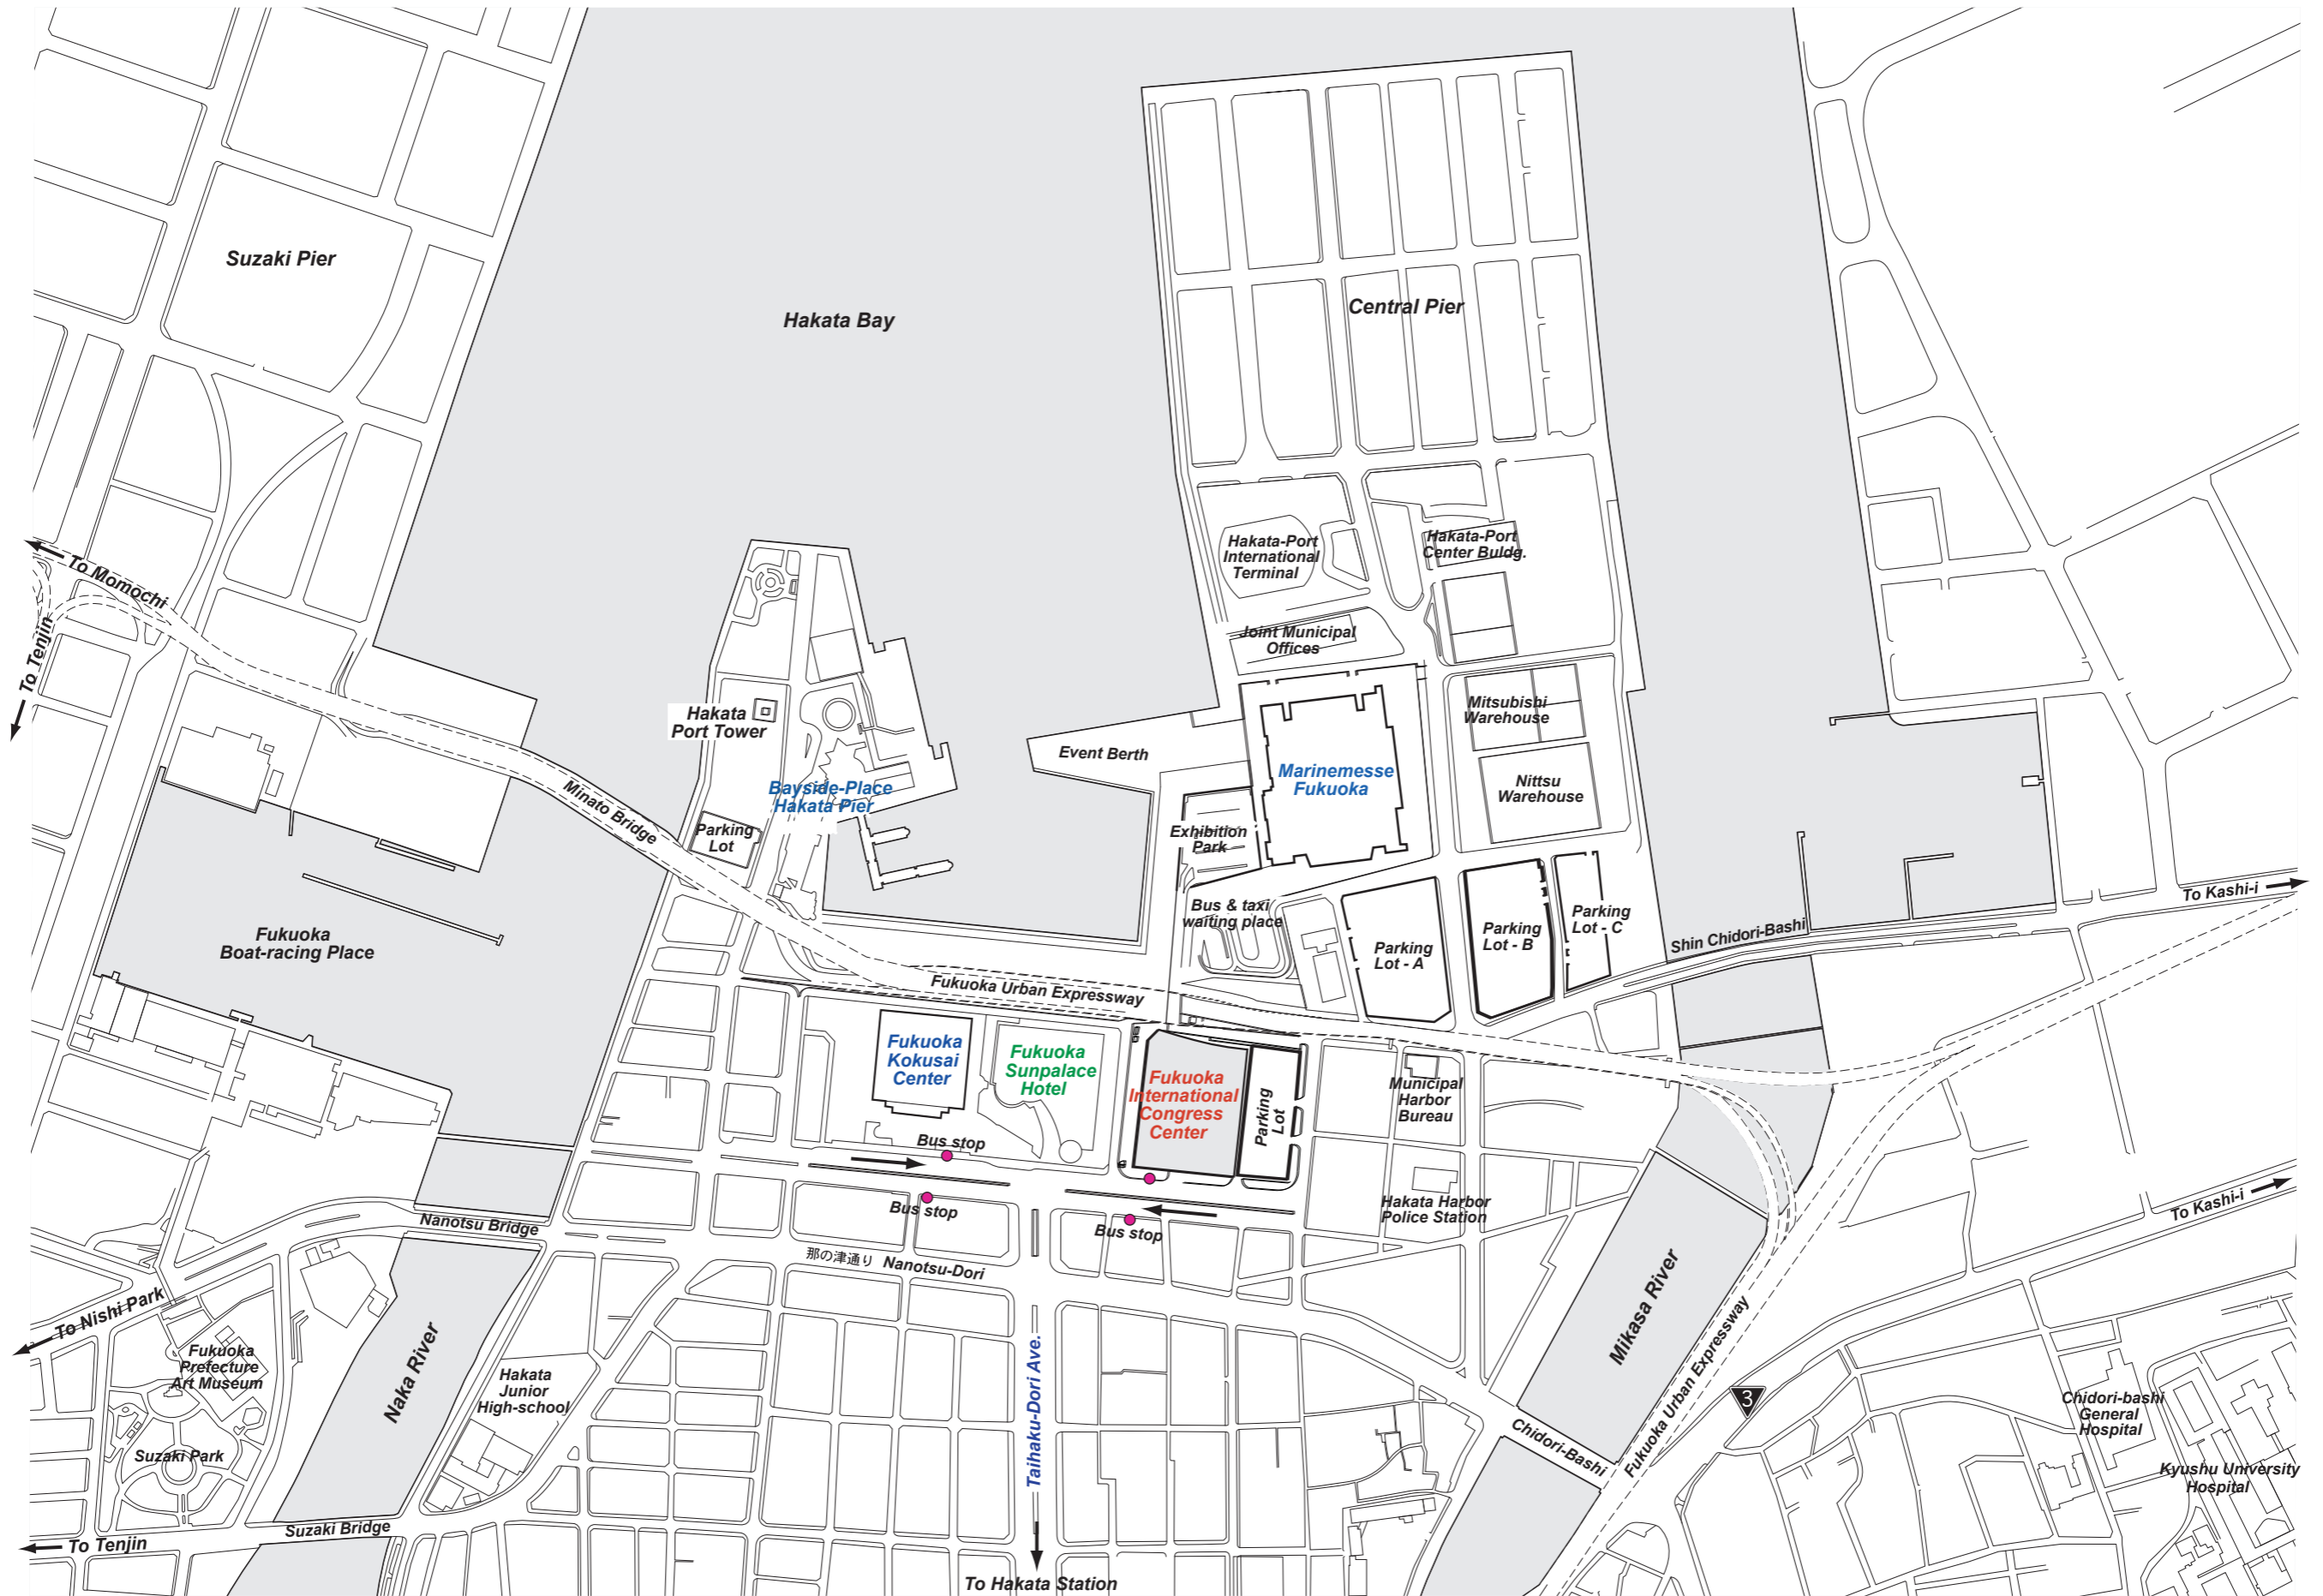 Suzaki Pier
Hakata Bay
Central Pier
Hakata-Port
International
Terminal
Hakata-Port
Center Buldg.
To Momochi
To Tenjin
Joint Municipal
Offices
Hakata
Port Tower
Mitsubishi
Warehouse
Event Berth
Marinemesse
Fukuoka
Bayside-Place
Hakata Pier
Nittsu
Warehouse
Minato Bridge
Parking
Lot
Exhibition
Park
To Kashi-i
Bus & taxi
waiting place
Parking
Lot - C
Parking
Lot - B
Parking
Lot - A
Shin Chidori-Bashi
Fukuoka
Boat-racing Place
Fukuoka Urban Expressway
Fukuoka
Kokusai
Center
Fukuoka
Sunpalace
Hotel
Fukuoka
International
Congress
Center
Parking
Lot
Municipal
Harbor
Bureau
Bus stop
Bus stop
Bus stop
Hakata Harbor
Police Station
To Kashi-i
Nanotsu Bridge
那の津通り Nanotsu-Dori
To Nishi Park
Naka River
Mikasa River
Fukuoka Urban Expressway
Fukuoka
Prefecture
Art Museum
Hakata
Junior
High-school
Taihaku-Dori Ave.
3
Chidori-bashi
General
Hospital
Suzaki Park
Chidori-Bashi
Kyushu University
Hospital
Suzaki Bridge
To Tenjin
To Hakata Station